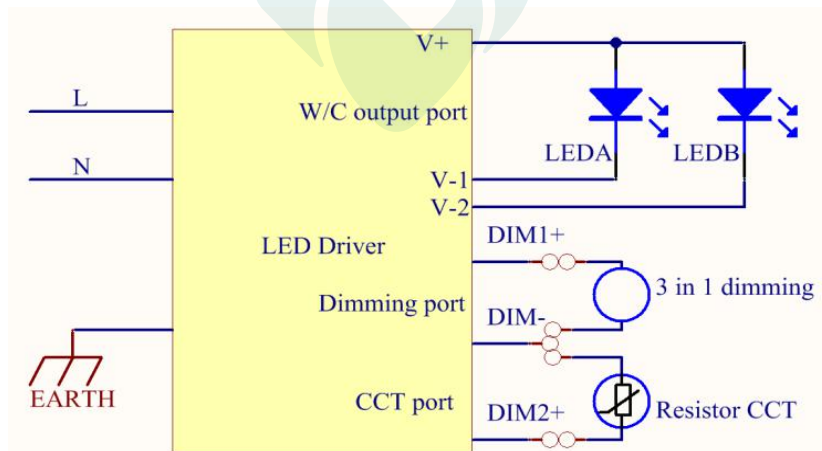 V+
L
W/C output port
N
LEDA
LEDB
V-1
V-2
DIM1+
LED Driver
3 in 1 dimming
Dimming port
DIM-
EARTH
CCT port
DIM2+
Resistor CCT